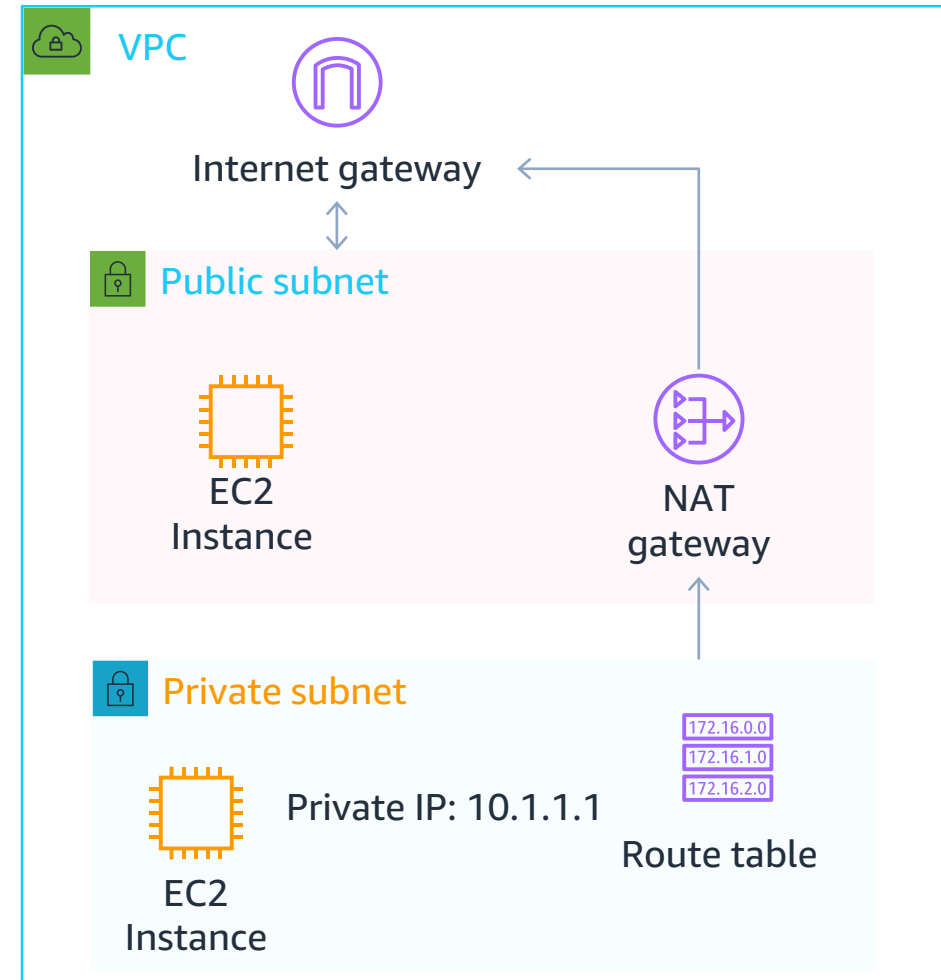 VPC
Internet gateway
Public subnet
EC2
Instance
NAT
gateway
Private subnet
172.16.0.0
172.16.1.0
172.16.2.0
Private IP: 10.1.1.1
Route table
EC2
Instance